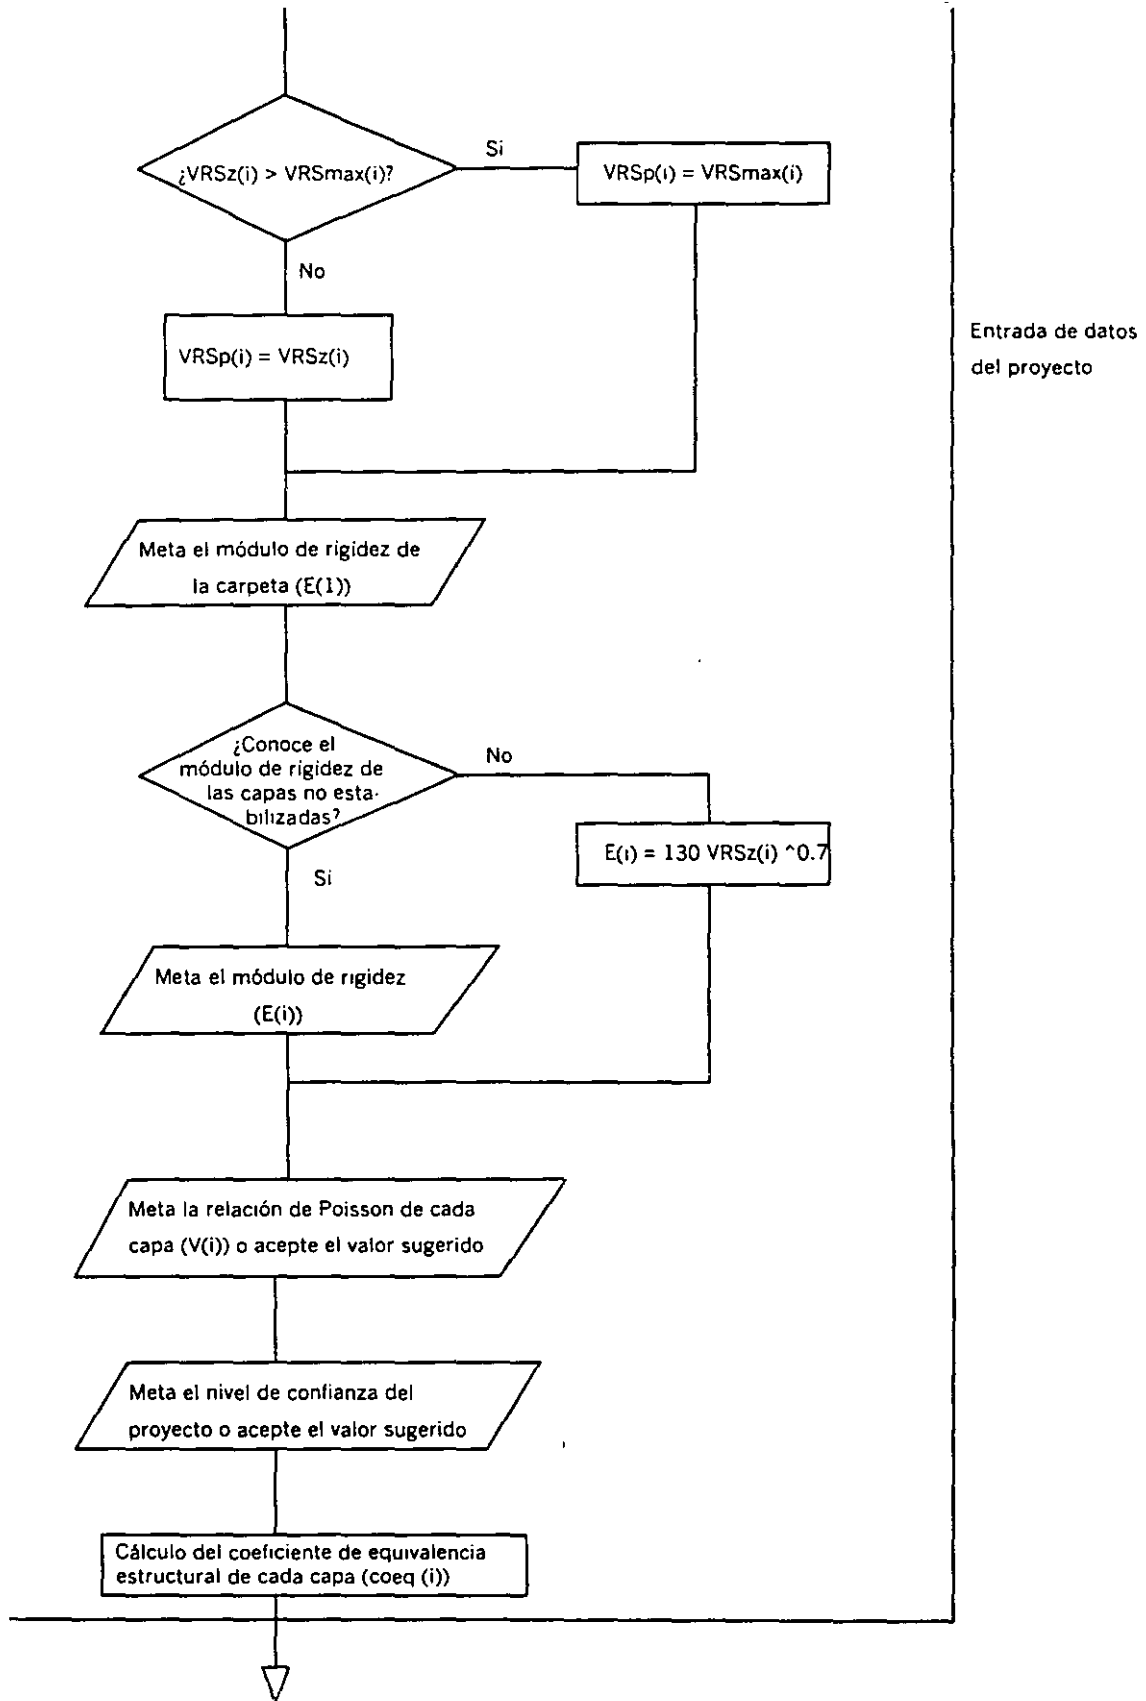 ¿VRSz(i) > VRSmax(i)?
Si
VRSp(i) = VRSmax(i)
No
VRSp(i) = VRSz(i)
Entrada de datos
del proyecto
Meta el módulo de rigidez de
la carpeta (E(1))
¿Conoce el
módulo de rigidez de
las capas no esta-
bilizadas?
No
E(i) = 130 VRSz(i) ^0.7
Si
Meta el módulo de rigidez
(E(i))
Meta la relación de Poisson de cada
capa (V(i)) o acepte el valor sugerido
Meta el nivel de confianza del
proyecto o acepte el valor sugerido
Cálculo del coeficiente de equivalencia
estructural de cada capa (coeq (i))